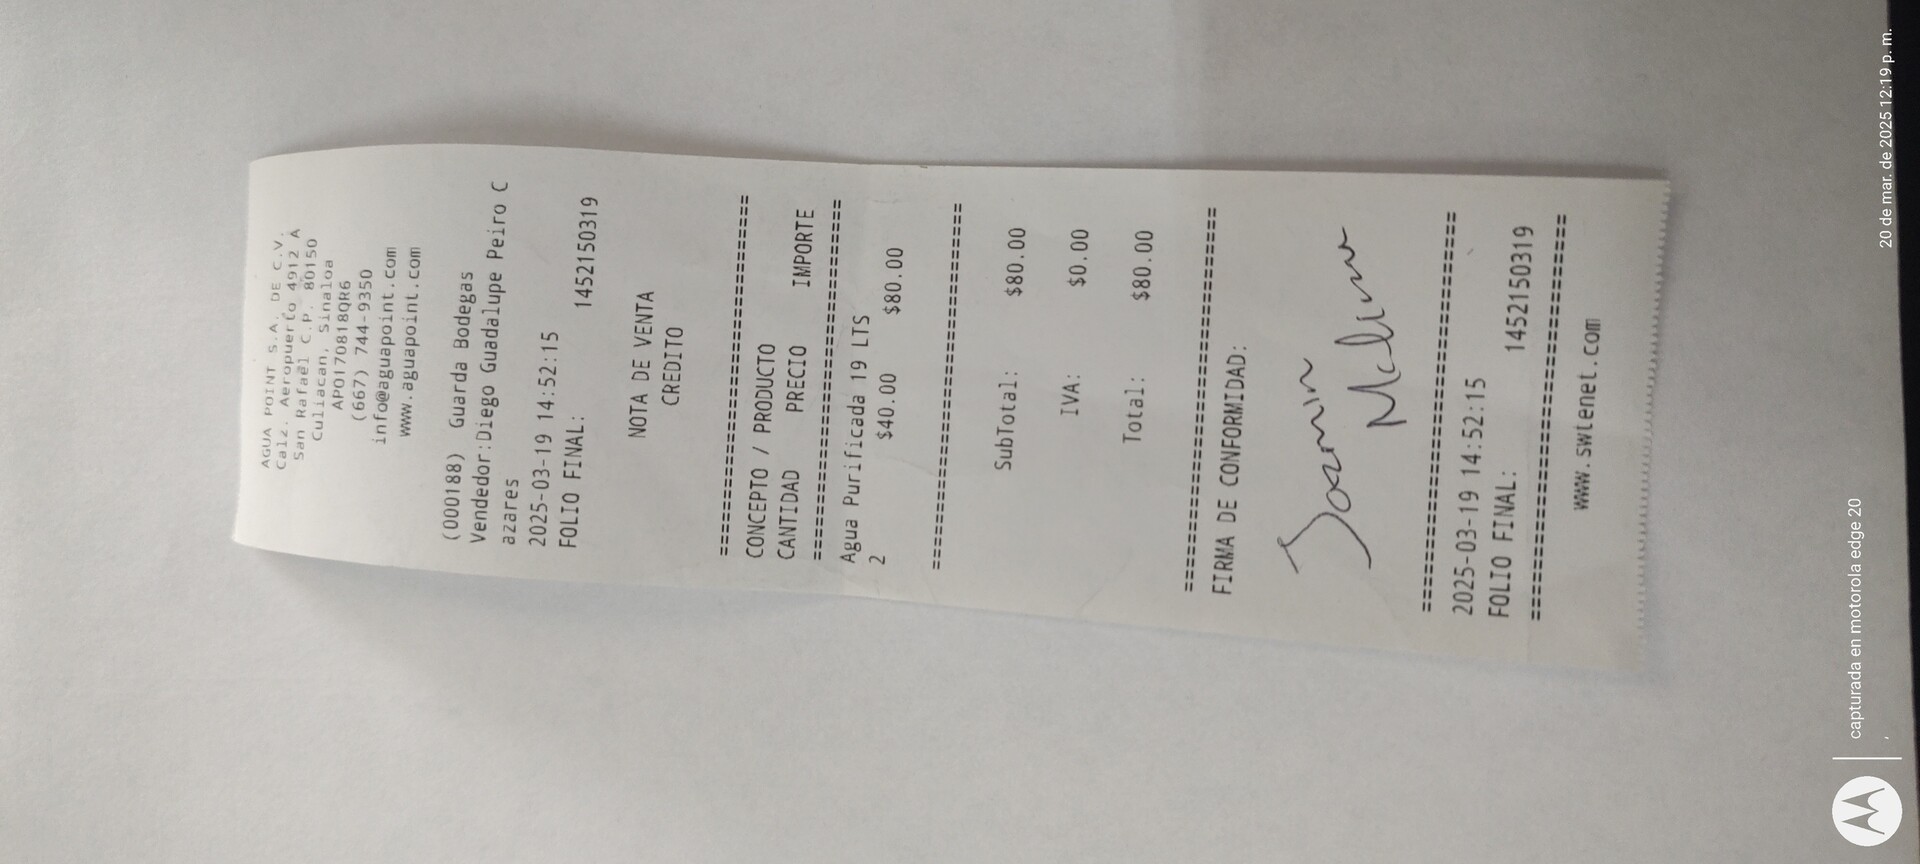 AGUA POINT S.A. DE C.V.
Calz. Aeropuerto 4912 A
San Rafael C.P. 80150
Culiacan, Sinaloa
APO170818QR6
(667) 744-9350
info@aguapoint.com
www.aguapoint.com
(000188) Guarda Bodegas
Vendedor:Diego Guadalupe Peiro C
azares
2025-03-19 14:52:15
FOLIO FINAL: 1452150319
NOTA DE VENTA
CREDITO
================================
CONCEPTO / PRODUCTO
CANTIDAD PRECIO IMPORTE
================================
Agua Purificada 19 LTS
2 $40.00 $80.00
================================
SubTotal: $80.00
IVA: $0.00
Total: $80.00
================================
FIRMA DE CONFORMIDAD:
Jazmin
================================
2025-03-19 14:52:15
FOLIO FINAL: 1452150319
================================
www.swtenet.com
capturada en motorola edge 20
20 de mar. de 2025 12:19 p. m.